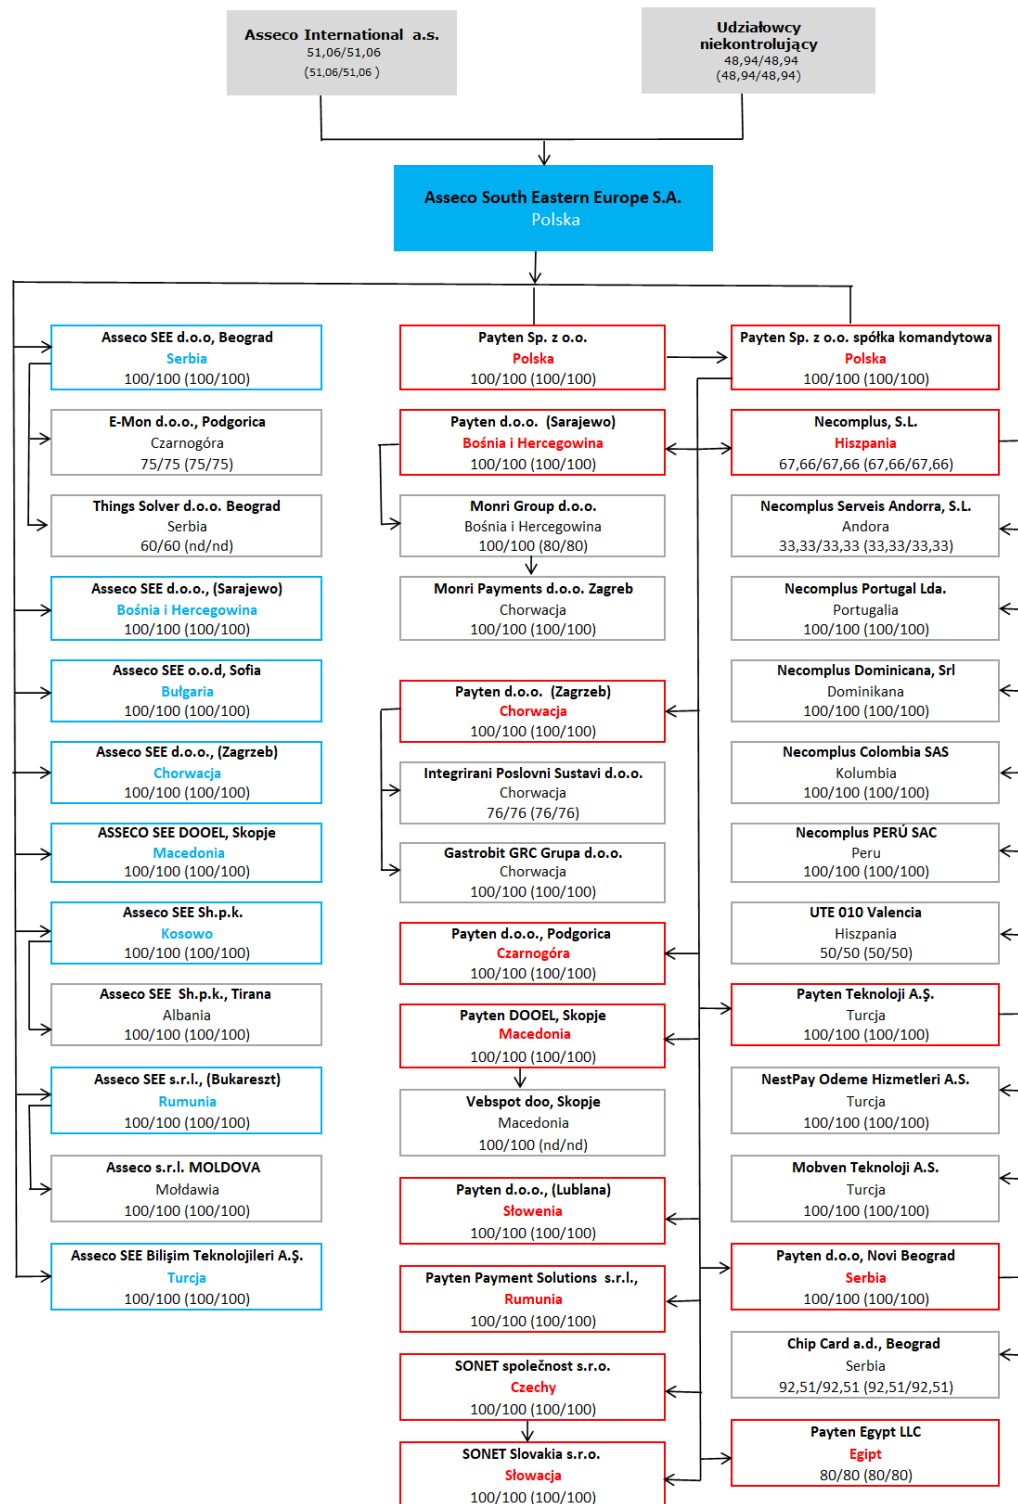 Asseco International a.s.
51,06/51,06
(51,06/51,06 )
Udziałowcy
niekontrolujący
48,94/48,94
(48,94/48,94)
Asseco South Eastern Europe S.A.
Polska
Asseco SEE d.o.o, Beograd
Serbia
100/100 (100/100)
E-Mon d.o.o., Podgorica
Czarnogóra
75/75 (75/75)
Things Solver d.o.o. Beograd
Serbia
60/60 (nd/nd)
Asseco SEE d.o.o., (Sarajewo)
Bośnia i Hercegowina
100/100 (100/100)
Asseco SEE o.o.d, Sofia
Bułgaria
100/100 (100/100)
Asseco SEE d.o.o., (Zagrzeb)
Chorwacja
100/100 (100/100)
ASSECO SEE DOOEL, Skopje
Macedonia
100/100 (100/100)
Asseco SEE Sh.p.k.
Kosowo
100/100 (100/100)
Asseco SEE Sh.p.k., Tirana
Albania
100/100 (100/100)
Asseco SEE s.r.l., (Bukareszt)
Rumunia
100/100 (100/100)
Asseco s.r.l. MOLDOVA
Mołdawia
100/100 (100/100)
Asseco SEE Bilişim Teknolojileri A.Ş.
Turcja
100/100 (100/100)
Payten Sp. z o.o.
Polska
100/100 (100/100)
Payten d.o.o. (Sarajewo)
Bośnia i Hercegowina
100/100 (100/100)
Monri Group d.o.o.
Bośnia i Hercegowina
100/100 (80/80)
Monri Payments d.o.o. Zagreb
Chorwacja
100/100 (100/100)
Payten d.o.o. (Zagrzeb)
Chorwacja
100/100 (100/100)
Integrirani Poslovni Sustavi d.o.o.
Chorwacja
76/76 (76/76)
Gastrobit GRC Grupa d.o.o.
Chorwacja
100/100 (100/100)
Payten d.o.o., Podgorica
Czarnogóra
100/100 (100/100)
Payten DOOEL, Skopje
Macedonia
100/100 (100/100)
Vebspot doo, Skopje
Macedonia
100/100 (nd/nd)
Payten d.o.o., (Lublana)
Słowenia
100/100 (100/100)
Payten Payment Solutions s.r.l.,
Rumunia
100/100 (100/100)
SONET společnost s.r.o.
Czechy
100/100 (100/100)
SONET Slovakia s.r.o.
Słowacja
100/100 (100/100)
Payten Sp. z o.o. spółka komandytowa
Polska
100/100 (100/100)
Necomplus, S.L.
Hiszpania
67,66/67,66 (67,66/67,66)
Necomplus Serveis Andorra, S.L.
Andora
33,33/33,33 (33,33/33,33)
Necomplus Portugal Lda.
Portugalia
100/100 (100/100)
Necomplus Dominicana, Srl
Dominikana
100/100 (100/100)
Necomplus Colombia SAS
Kolumbia
100/100 (100/100)
Necomplus PERÚ SAC
Peru
100/100 (100/100)
UTE 010 Valencia
Hiszpania
50/50 (50/50)
Payten Teknoloji A.Ş.
Turcja
100/100 (100/100)
NestPay Odeme Hizmetleri A.S.
Turcja
100/100 (100/100)
Mobven Teknoloji A.S.
Turcja
100/100 (100/100)
Payten d.o.o, Novi Beograd
Serbia
100/100 (100/100)
Chip Card a.d., Beograd
Serbia
92,51/92,51 (92,51/92,51)
Payten Egypt LLC
Egipt
80/80 (80/80)